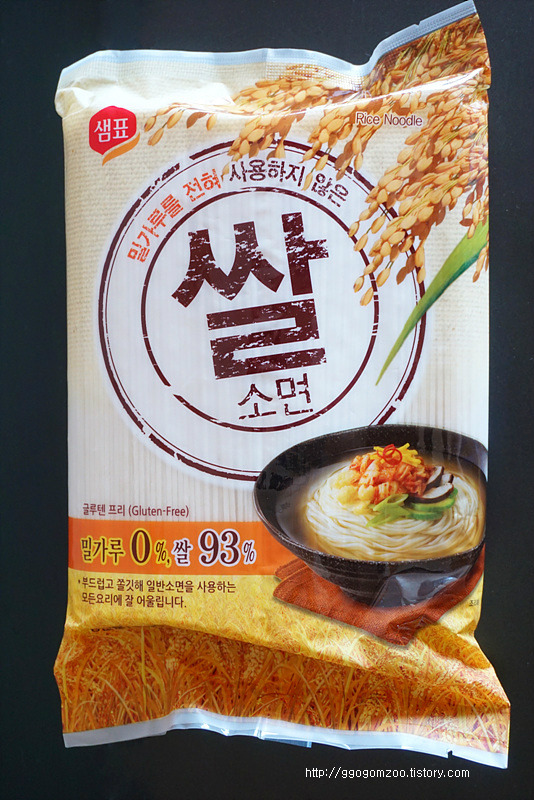 샘표
Rice Noodle
밀가루를 전혀 사용하지 않은
쌀
소면
글루텐 프리 (Gluten-Free)
밀가루 0%, 쌀 93%
*부드럽고 쫄깃해 일반소면을 사용하는
모든요리에 잘 어울립니다.
http://ggogomzoo.tistory.com